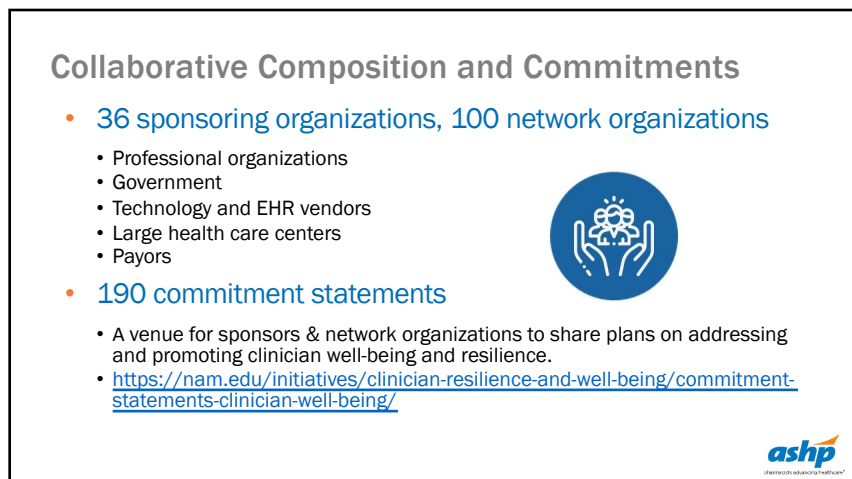 Collaborative Composition and Commitments
• 36 sponsoring organizations, 100 network organizations
• Professional organizations
• Government
• Technology and EHR vendors
• Large health care centers
• Payors
• 190 commitment statements
• A venue for sponsors & network organizations to share plans on addressing
and promoting clinician well-being and resilience.
• https://nam.edu/initiatives/clinician-resilience-and-well-being/commitment-
statements-clinician-well-being/
ashp
pharmacists advancing healthcare®